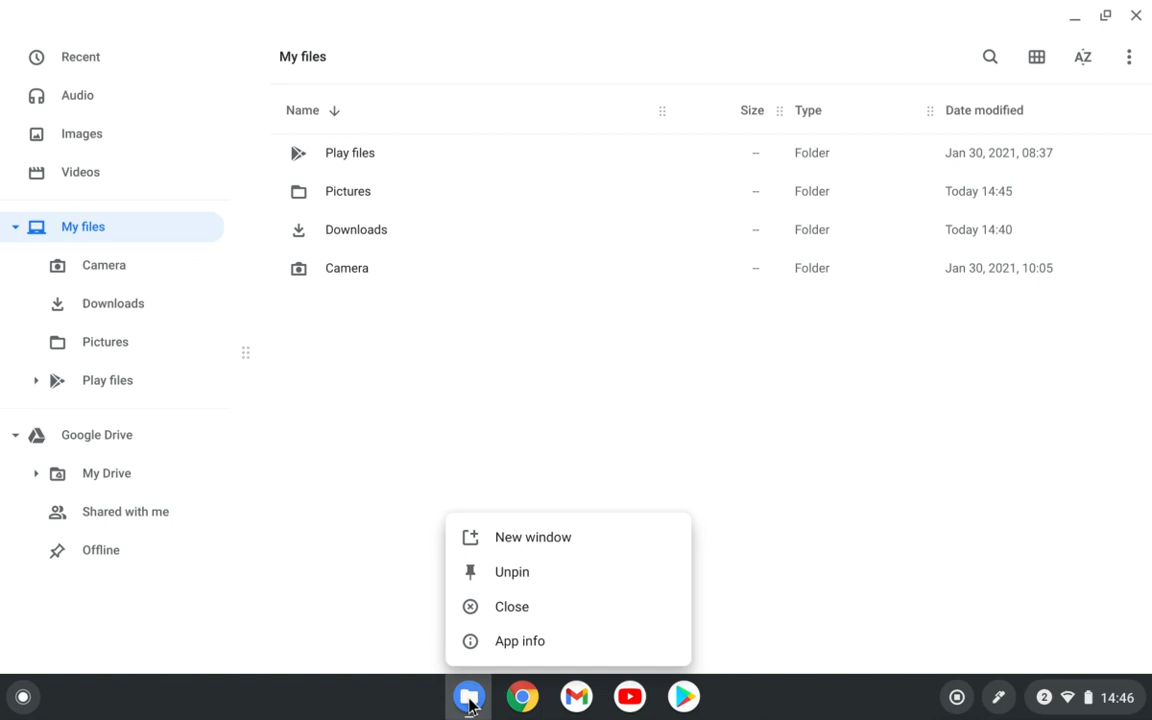 Recent
Audio
Images
Videos
My files
Camera
Downloads
Pictures
Play files
Google Drive
My Drive
Shared with me
Offline
My files
AZ
Name Size Type Date modified
Play files -- Folder Jan 30, 2021, 08:37
Pictures -- Folder Today 14:45
Downloads -- Folder Today 14:40
Camera -- Folder Jan 30, 2021, 10:05
New window
Unpin
Close
App info
2 14:46